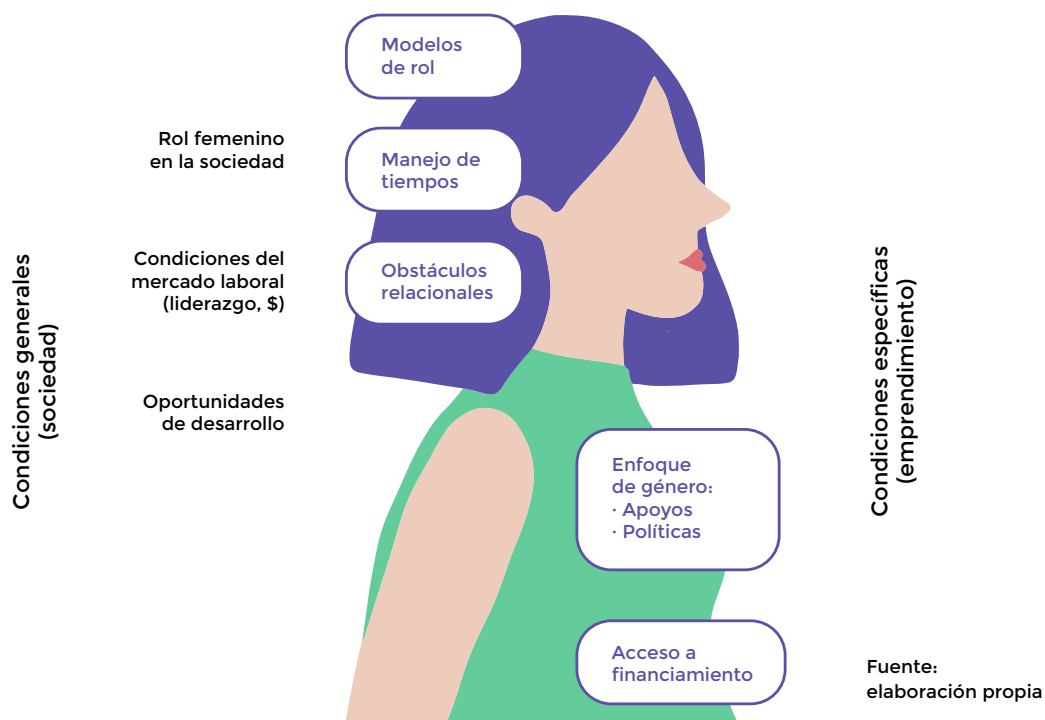 Condiciones generales
(sociedad)
Rol femenino
en la sociedad
Condiciones del
mercado laboral
(liderazgo, $)
Oportunidades
de desarrollo
Modelos
de rol
Manejo de
tiempos
Obstáculos
relacionales
Enfoque
de género:
· Apoyos
· Políticas
Acceso a
financiamiento
Condiciones específicas
(emprendimiento)
Fuente:
elaboración propia